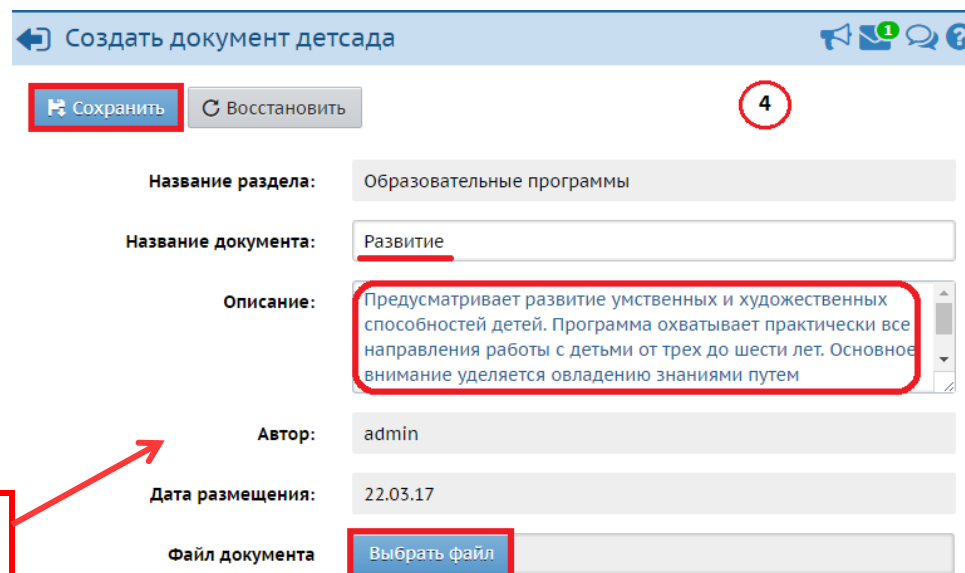 Создать документ детсада
1
Сохранить
Восстановить
4
Название раздела:
Образовательные программы
Название документа:
Развитие
Описание:
Предусматривает развитие умственных и художественных
способностей детей. Программа охватывает практически все
направления работы с детьми от трех до шести лет. Основное
внимание уделяется овладению знаниями путем
Автор:
admin
Дата размещения:
22.03.17
Файл документа
Выбрать файл